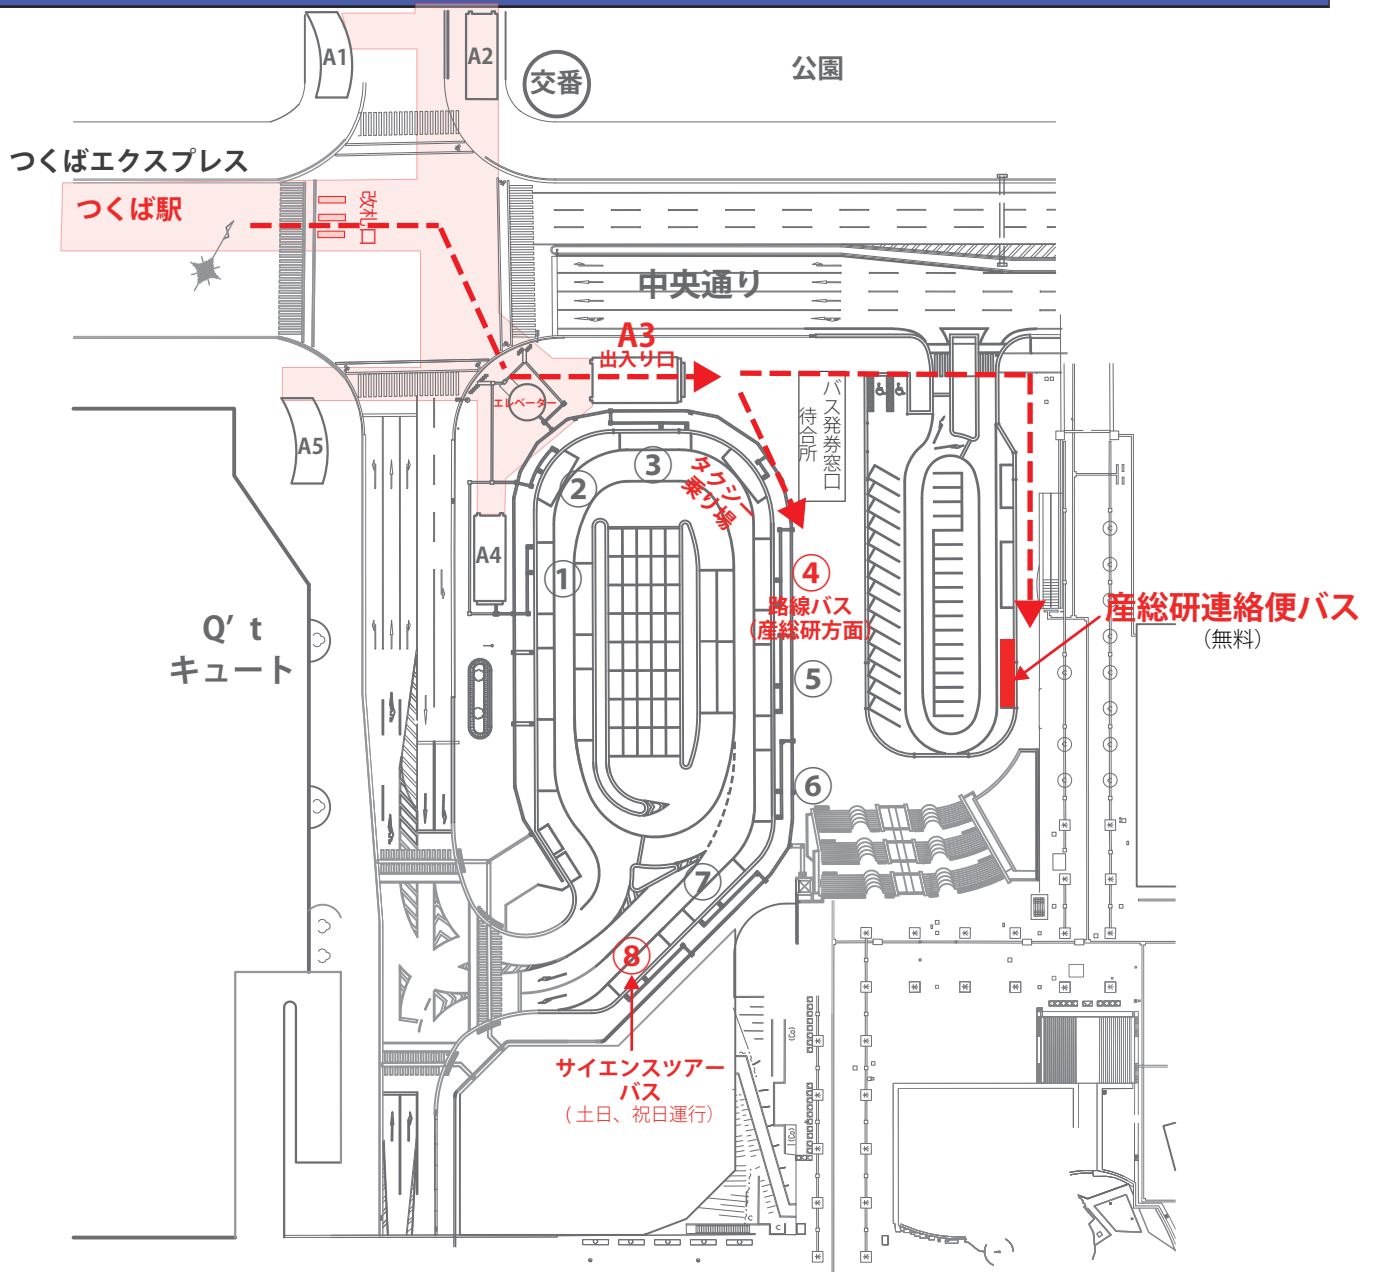 A1
A2
交番
公園
つくばエクスプレス
つくば駅
改札口
中央通り
A3
出入り口
エレベーター
バス発券窓口
待合所
A5
A4
タクシー
乗り場
①
②
③
④
路線バス
(産総研方面)
産総研連絡便バス
(無料)
Q’t
キュート
⑤
⑥
⑦
⑧
サイエンスツアー
バス
(土日、祝日運行)
(Co)
(Co)